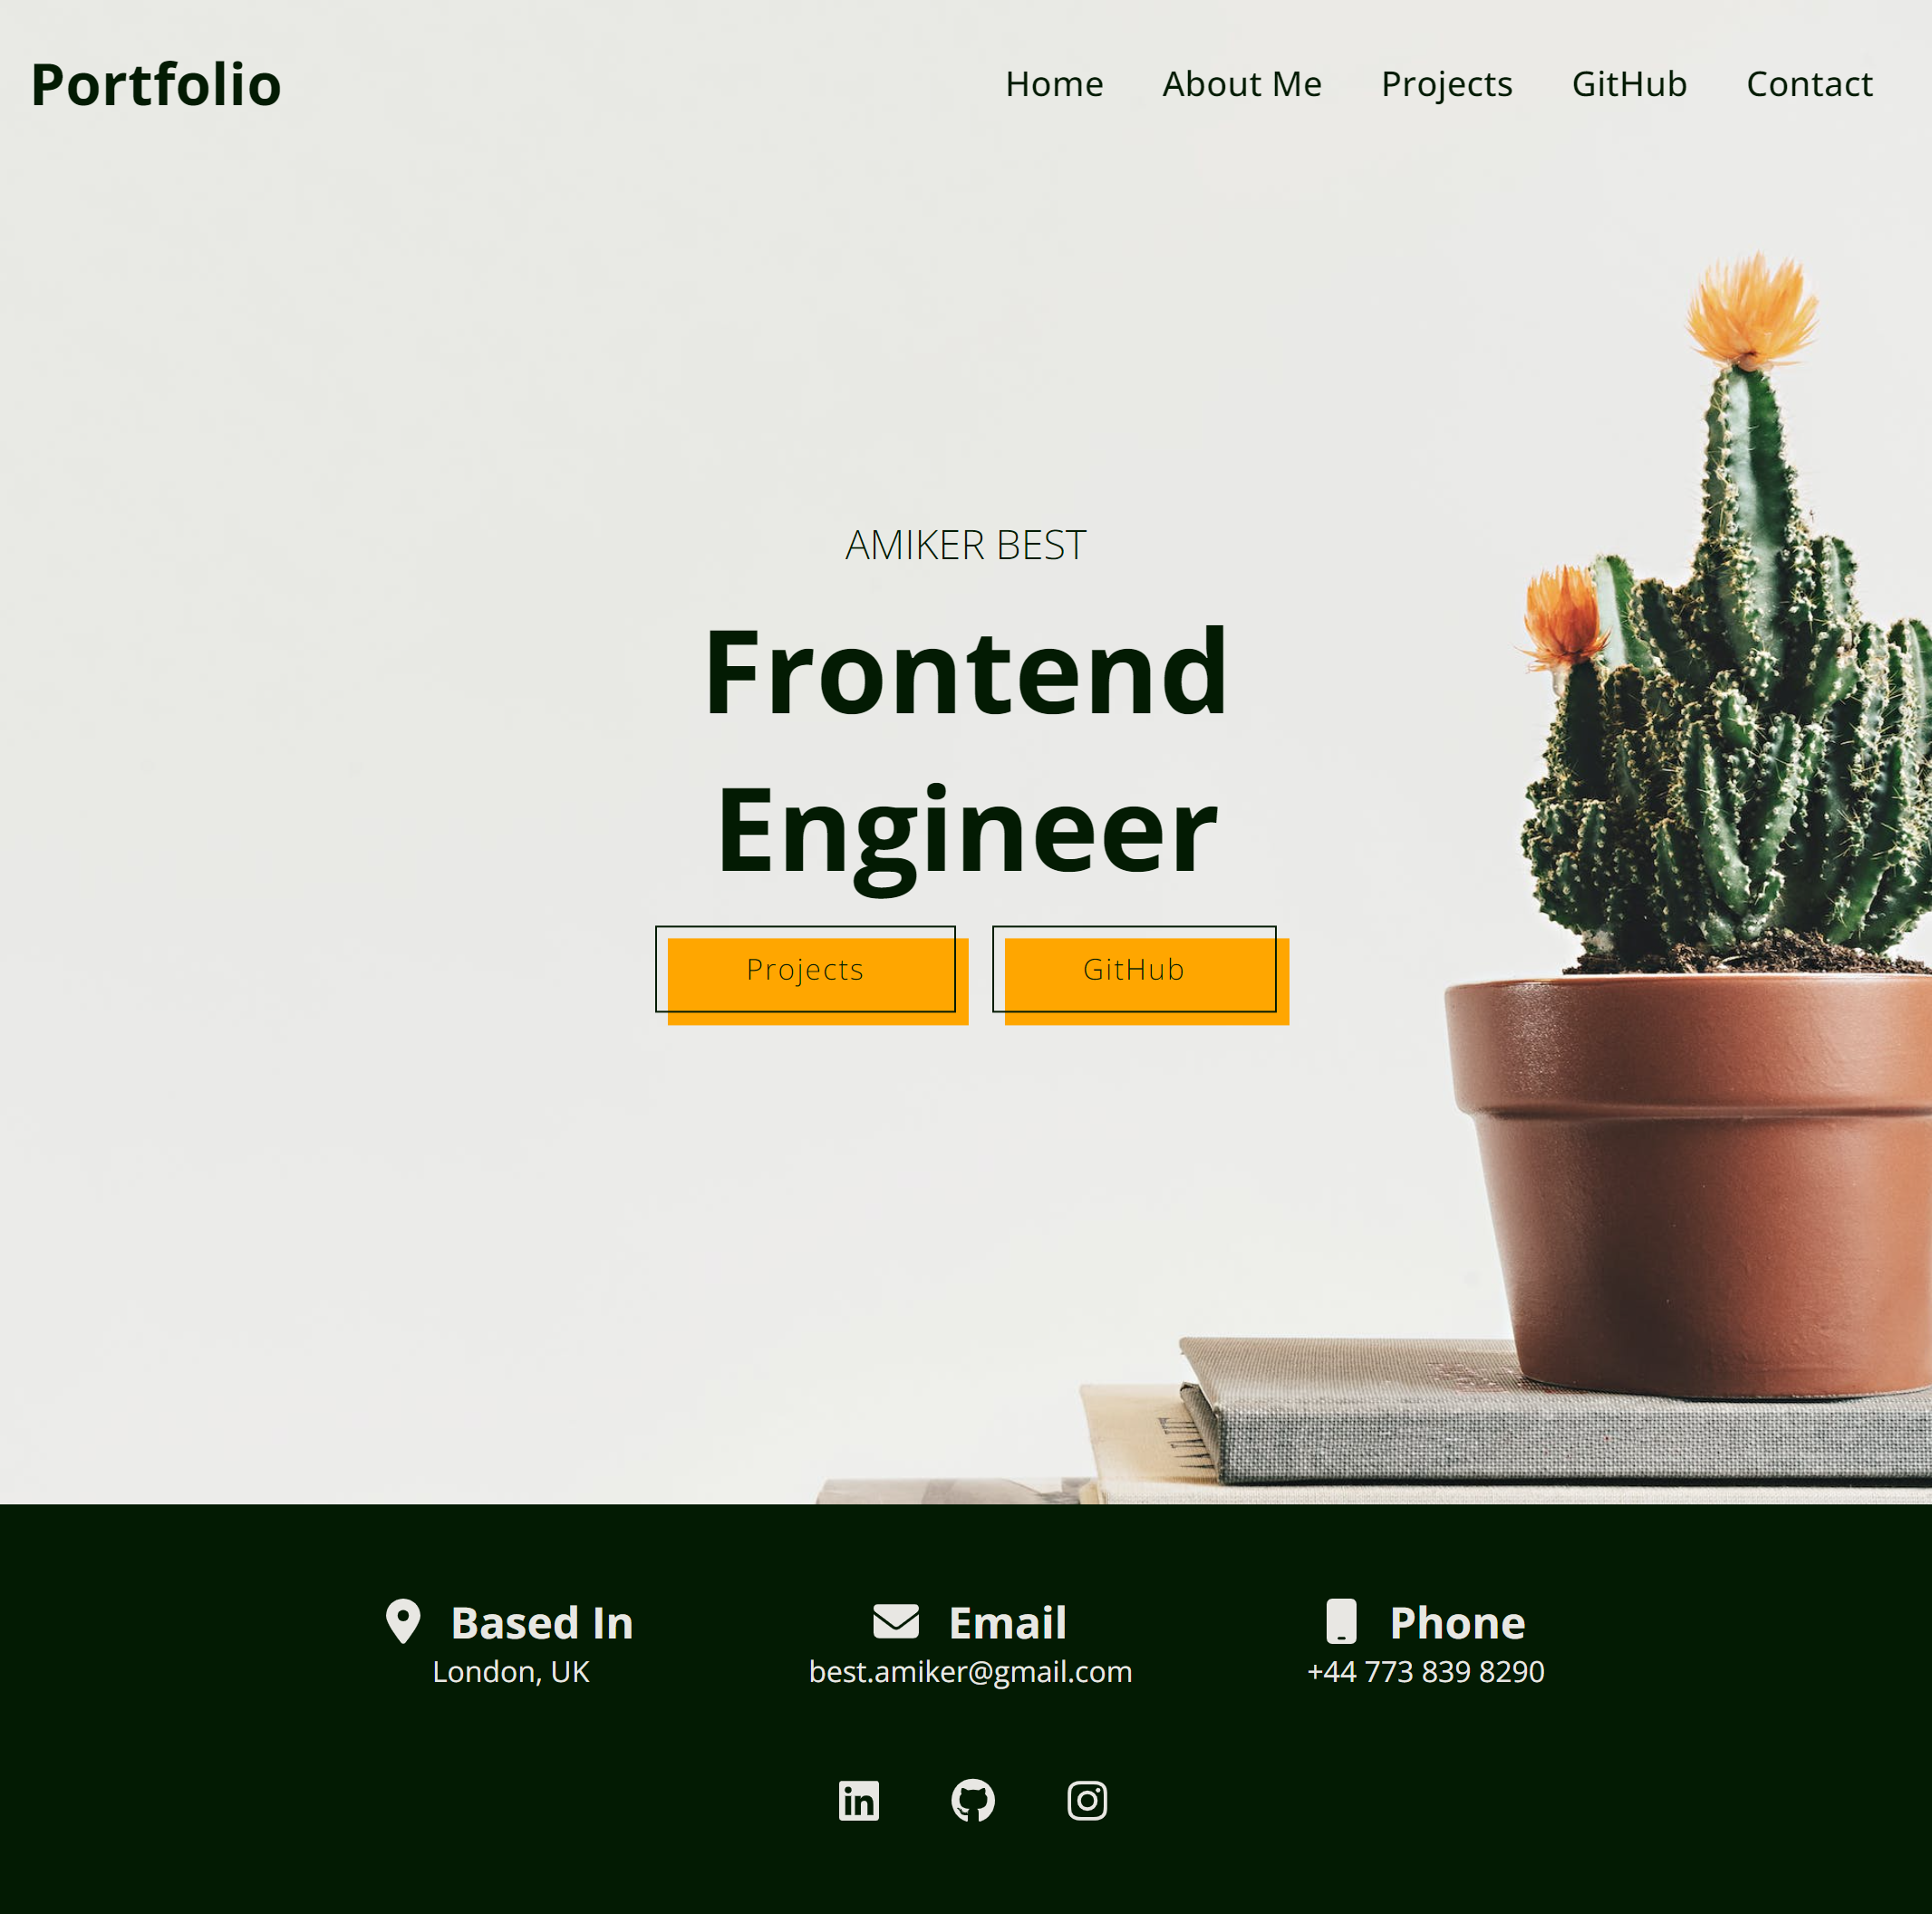 Portfolio
Home About Me Projects GitHub Contact
AMIKER BEST
Frontend
Engineer
Projects GitHub
Based In Email Phone
London, UK best.amiker@gmail.com +44 773 839 8290
in